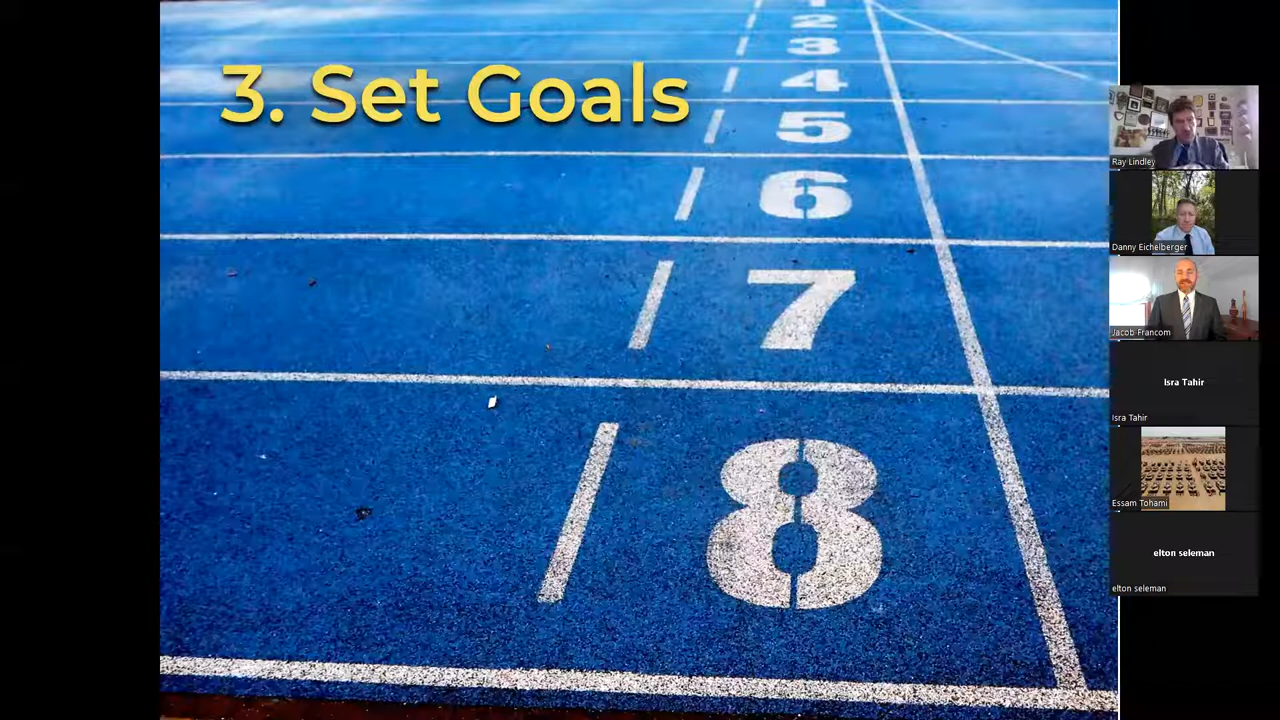 3. Set Goals
2
3
4
5
6
7
8
Ray Lindley
Danny Eichelberger
Jacob Francom
Isra Tahir
Isra Tahir
Essam Tohami
elton seleman
elton seleman